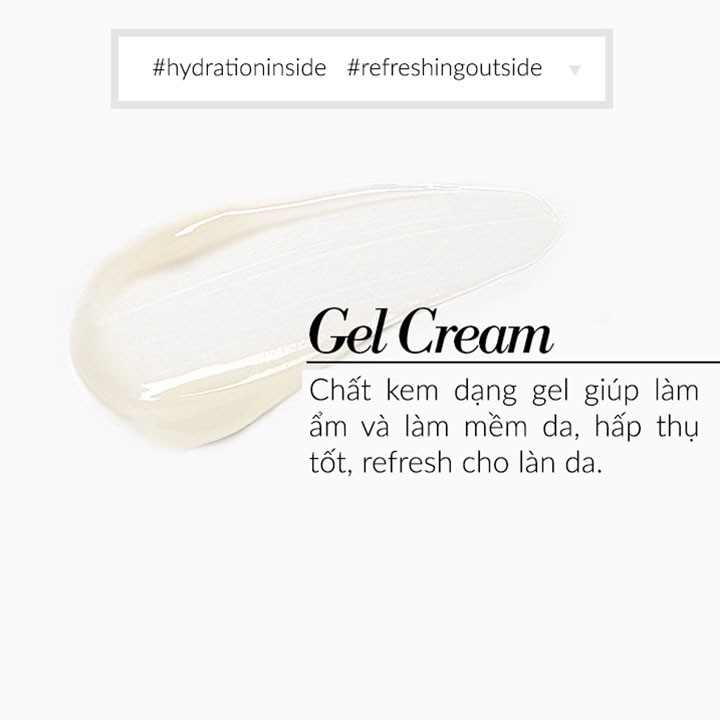 #hydrationinside #refreshingoutside
Gel Cream
Chất kem dạng gel giúp làm
ẩm và làm mềm da, hấp thụ
tốt, refresh cho làn da.